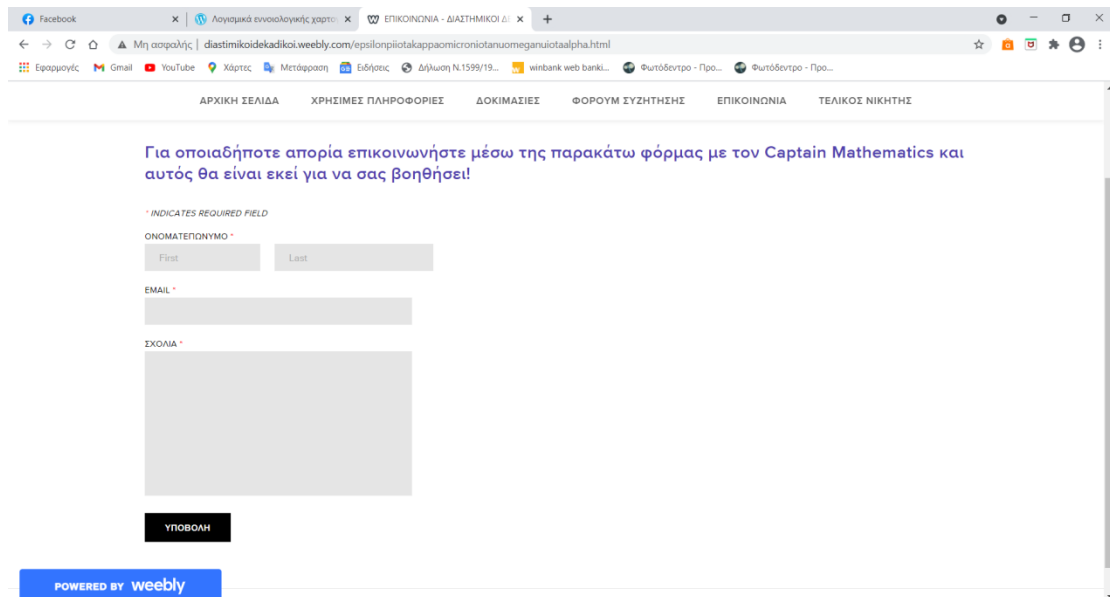 Facebook
Λογισμικά εννοιολογικής χαρτο
ΕΠΙΚΟΙΝΩΝΙΑ - ΔΙΑΣΤΗΜΙΚΟΙ ΔΕ
Μη ασφαλής | diastimikoidekadikoi.weebly.com/epsilonpiiotakappaomicroniotanuomeganuiotaalpha.html
Εφαρμογές Gmail YouTube Χάρτες Μετάφραση Ειδήσεις Δήλωση Ν.1599/19... winbank web banki... Φωτόδεντρο - Προ... Φωτόδεντρο - Προ...
ΑΡΧΙΚΗ ΣΕΛΙΔΑ ΧΡΗΣΙΜΕΣ ΠΛΗΡΟΦΟΡΙΕΣ ΔΟΚΙΜΑΣΙΕΣ ΦΟΡΟΥΜ ΣΥΖΗΤΗΣΗΣ ΕΠΙΚΟΙΝΩΝΙΑ ΤΕΛΙΚΟΣ ΝΙΚΗΤΗΣ
Για οποιαδήποτε απορία επικοινωνήστε μέσω της παρακάτω φόρμας με τον Captain Mathematics και
αυτός θα είναι εκεί για να σας βοηθήσει!
* INDICATES REQUIRED FIELD
ΟΝΟΜΑΤΕΠΩΝΥΜΟ *
First Last
EMAIL *
ΣΧΟΛΙΑ *
ΥΠΟΒΟΛΗ
POWERED BY weebly